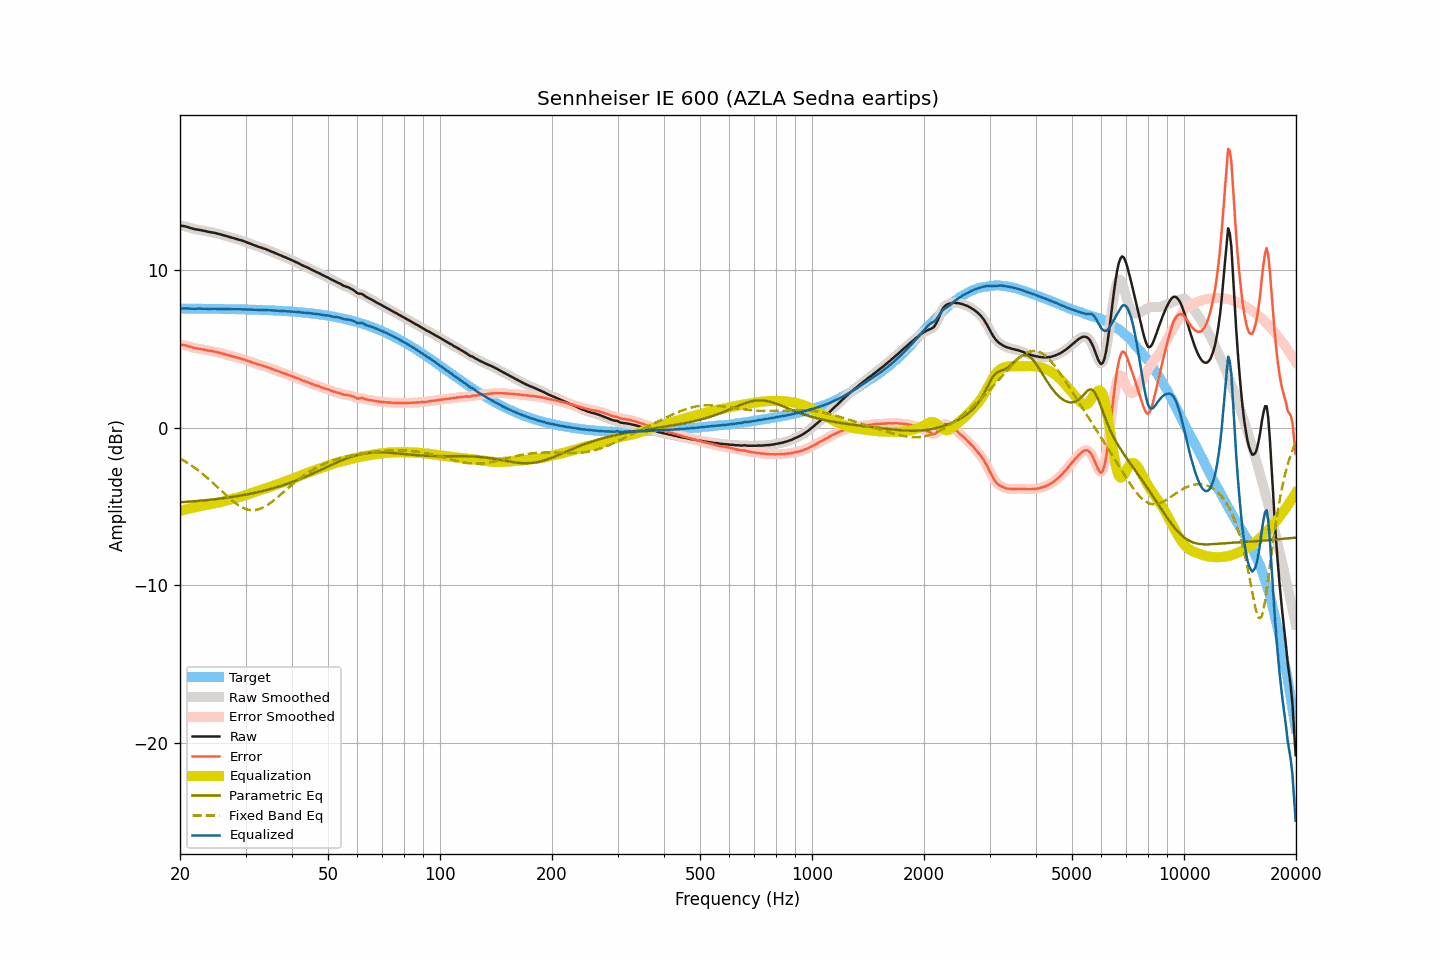 Sennheiser IE 600 (AZLA Sedna eartips)
Amplitude (dBr)
10
0
−10
−20
Target
Raw Smoothed
Error Smoothed
Raw
Error
Equalization
Parametric Eq
Fixed Band Eq
Equalized
20 50 100 200 500 1000 2000 5000 10000 20000
Frequency (Hz)